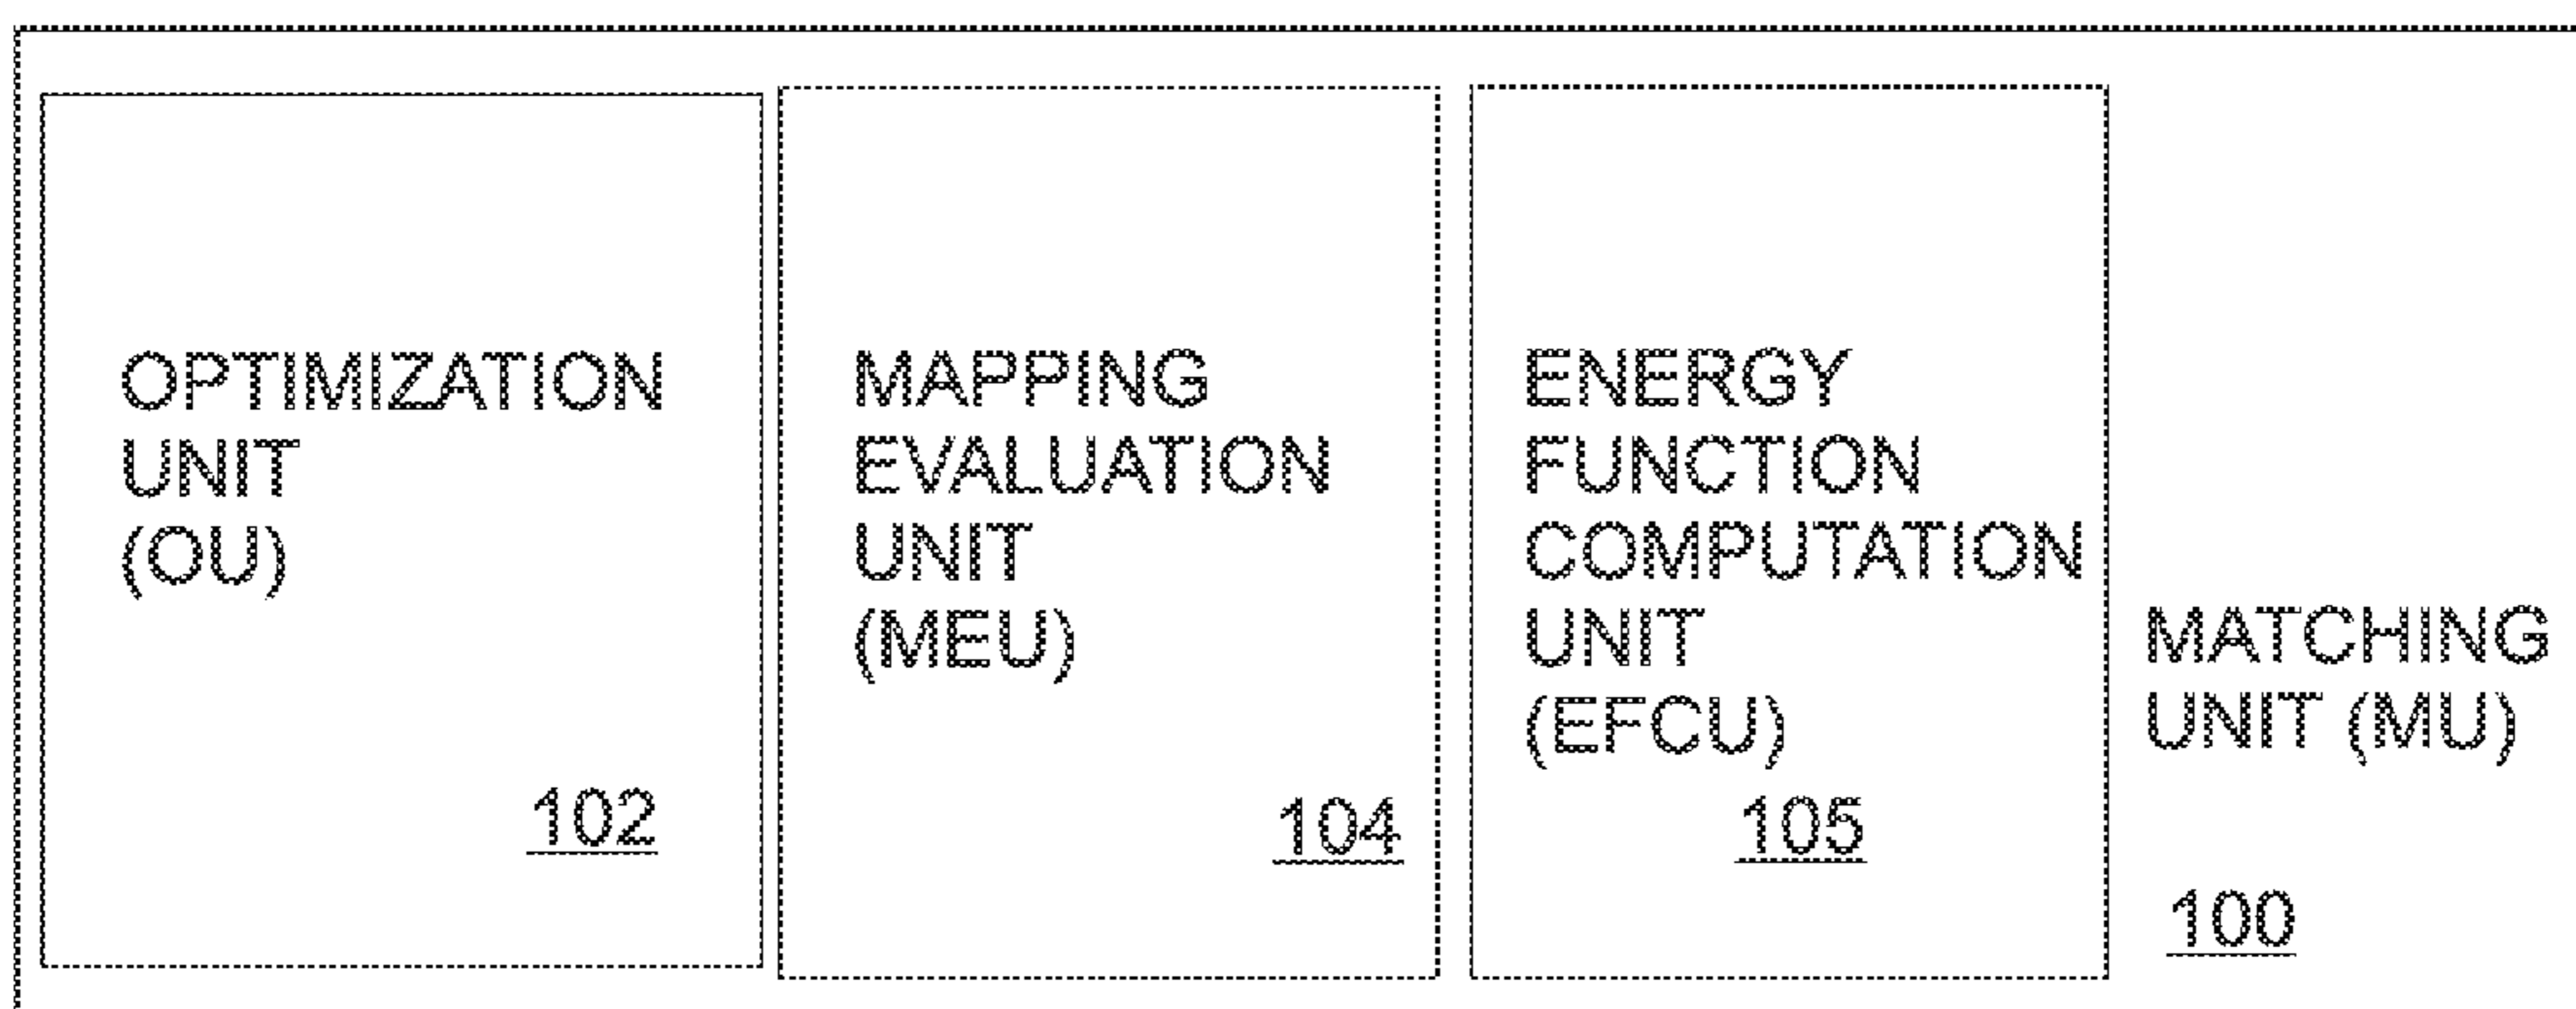 OPTIMIZATION
UNIT
(OU)
102
MAPPING
EVALUATION
UNIT
(MEU)
104
ENERGY
FUNCTION
COMPUTATION
UNIT
(EFCU)
105
MATCHING
UNIT (MU)
100